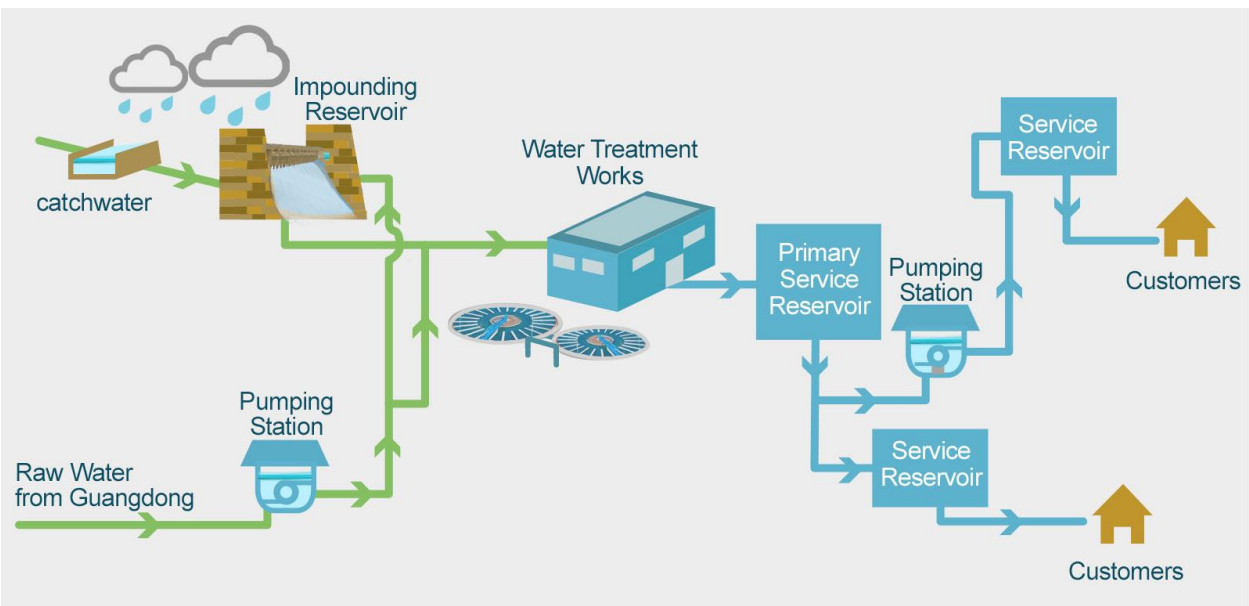 Impounding
Reservoir
catchwater
Water Treatment
Works
Service
Reservoir
Primary
Service
Reservoir
Pumping
Station
Customers
Pumping
Station
Raw Water
from Guangdong
Service
Reservoir
Customers